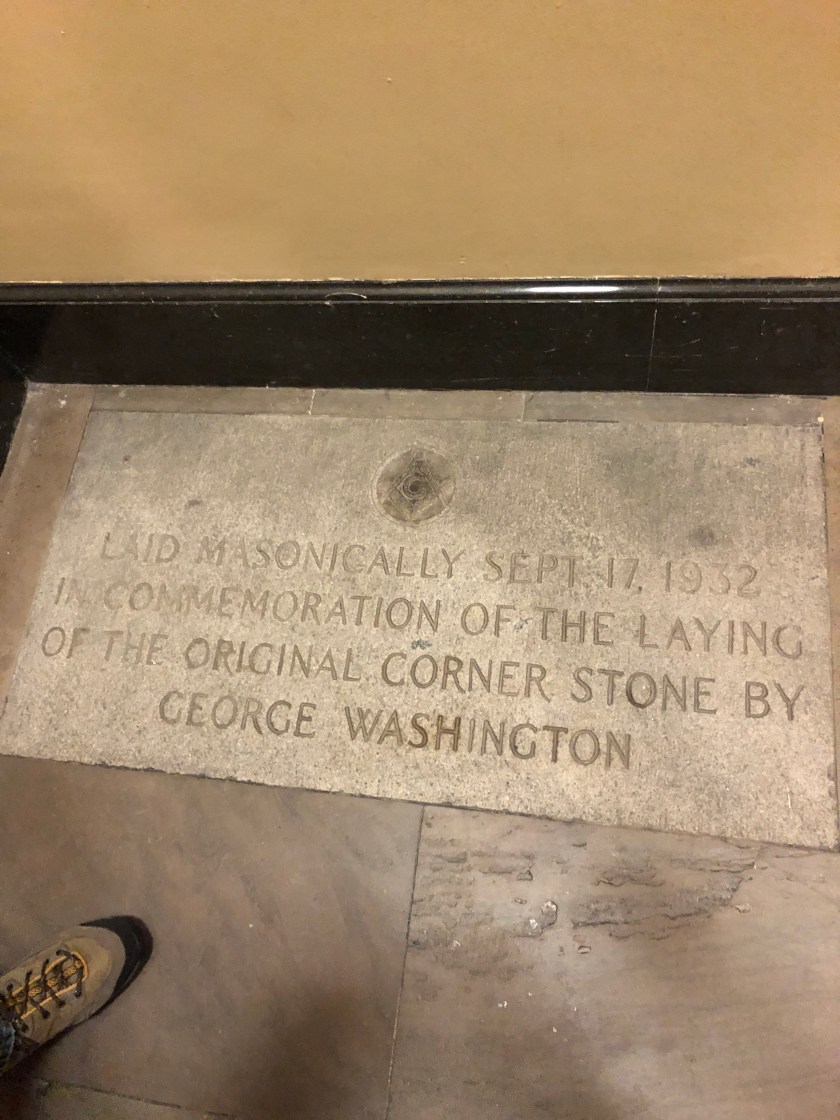 LAID MASONICALLY SEPT. 17, 1932
IN COMMEMORATION OF THE LAYING
OF THE ORIGINAL CORNER STONE BY
GEORGE WASHINGTON